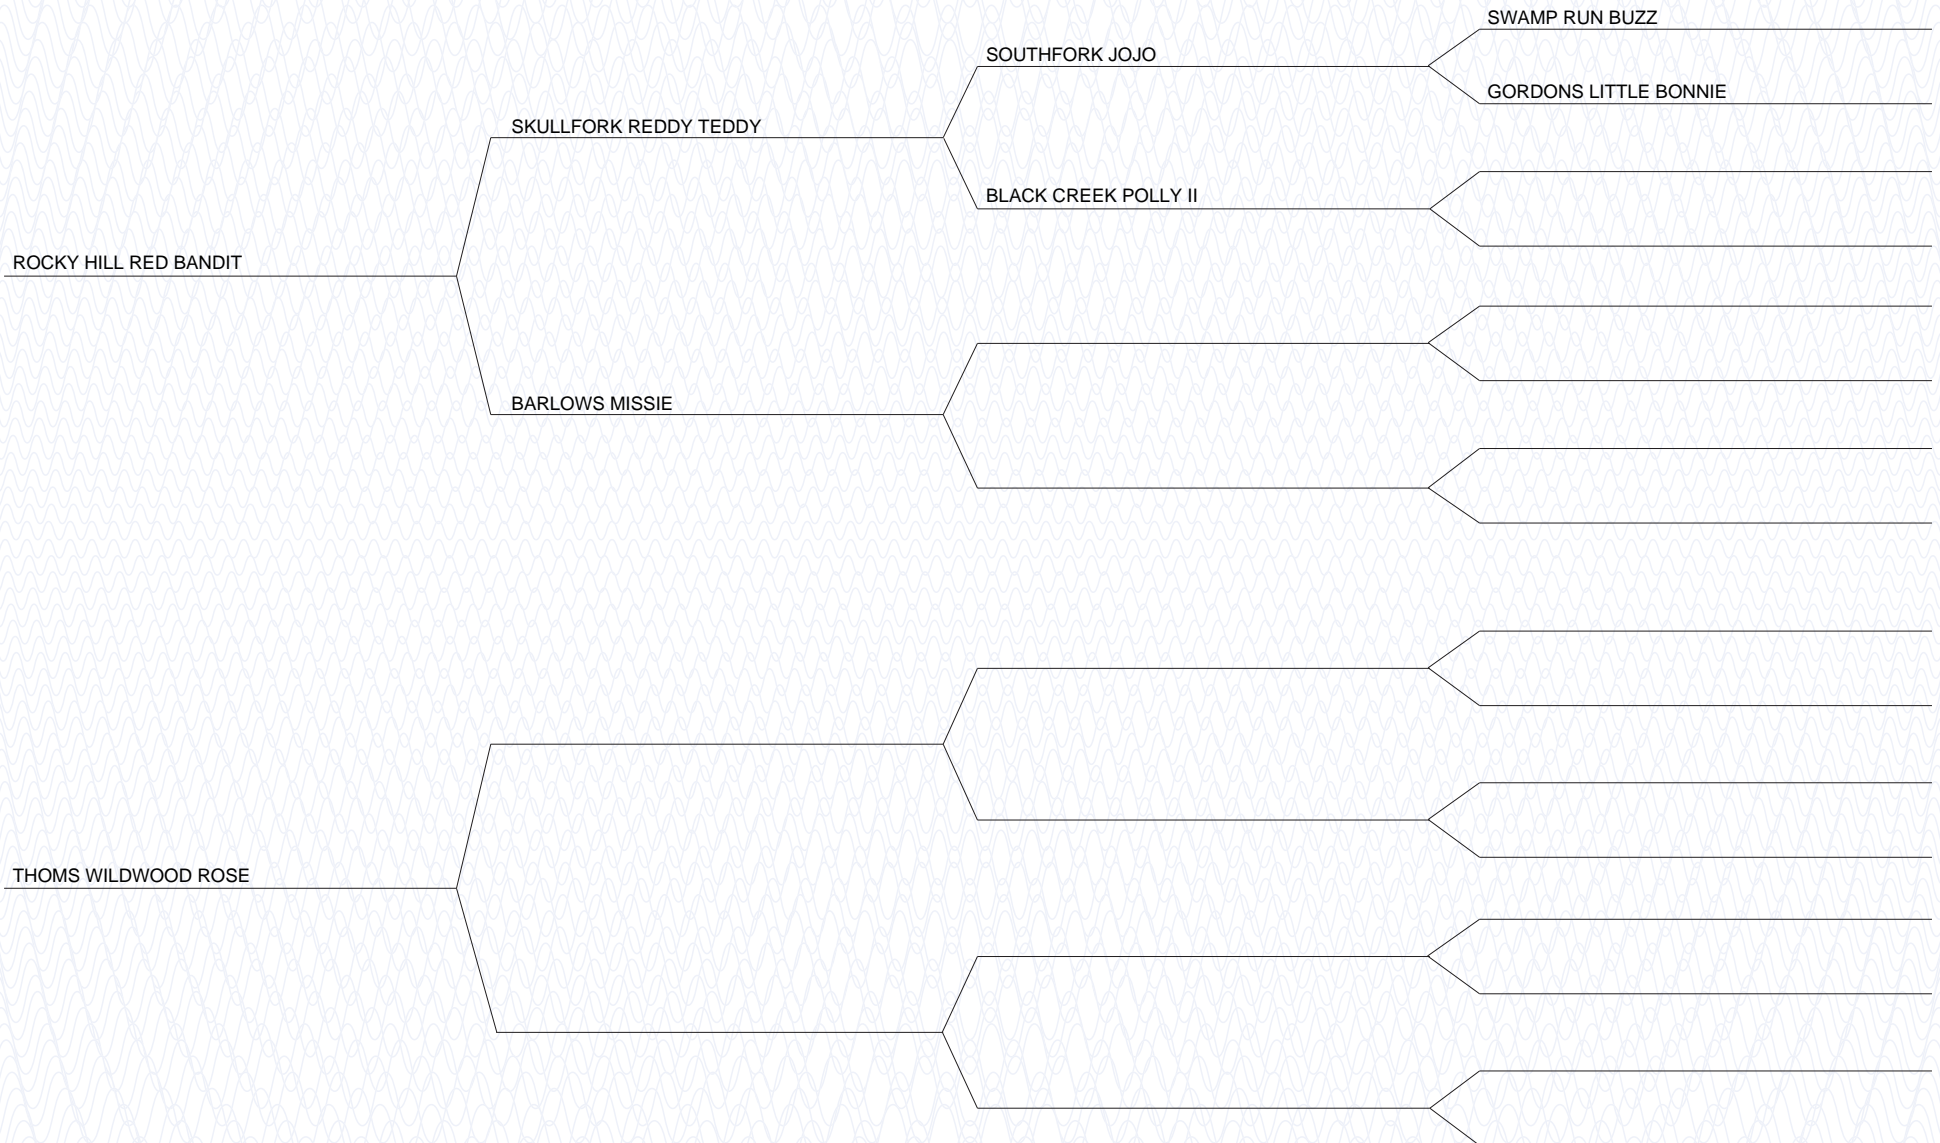 SWAMP RUN BUZZ
SOUTHFORK JOJO
GORDONS LITTLE BONNIE
SKULLFORK REDDY TEDDY
BLACK CREEK POLLY II
ROCKY HILL RED BANDIT
BARLOWS MISSIE
THOMS WILDWOOD ROSE